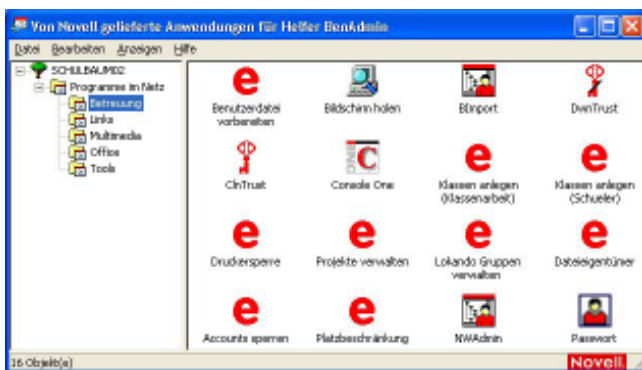 Von Novell gelieferte Anwendungen für Helfer BenAdmin
Datei Bearbeiten Anzeigen Hilfe
SCHULBAUM02
Programme im Netz
Betreuung
Links
Multimedia
Office
Tools
Benutzerdatei
vorbereiten
Bildschirm holen
BImport
DwnTrust
ClnTrust
Console One
Klassen anlegen
(Klassenarbeit)
Klassen anlegen
(Schueler)
Druckersperre
Projekte verwalten
Lokando Gruppen
verwalten
Dateieigentümer
Accounts sperren
Platzbeschränkung
NWAdmin
Passwort
16 Objekt(e)
Novell